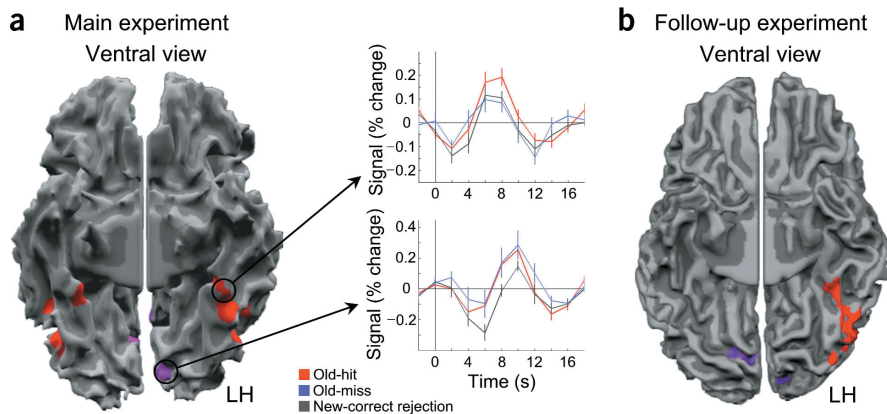 a
Main experiment
Ventral view
LH
Signal (% change)
0.2
0.1
0
−0.1
−0.2
0 4 8 12 16
Signal (% change)
0.4
0.2
0
−0.2
0 4 8 12 16
Time (s)
Old-hit
Old-miss
New-correct rejection
b
Follow-up experiment
Ventral view
LH